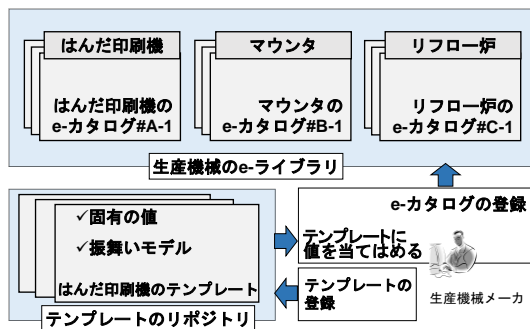 はんだ印刷機
はんだ印刷機の
e-カタログ#A-1
マウンタ
マウンタの
e-カタログ#B-1
リフロー炉
リフロー炉の
e-カタログ#C-1
生産機械のe-ライブラリ
✓固有の値
✓振舞いモデル
はんだ印刷機のテンプレート
テンプレートのリポジトリ
e-カタログの登録
テンプレートに
値を当てはめる
テンプレートの
登録
生産機械メーカ